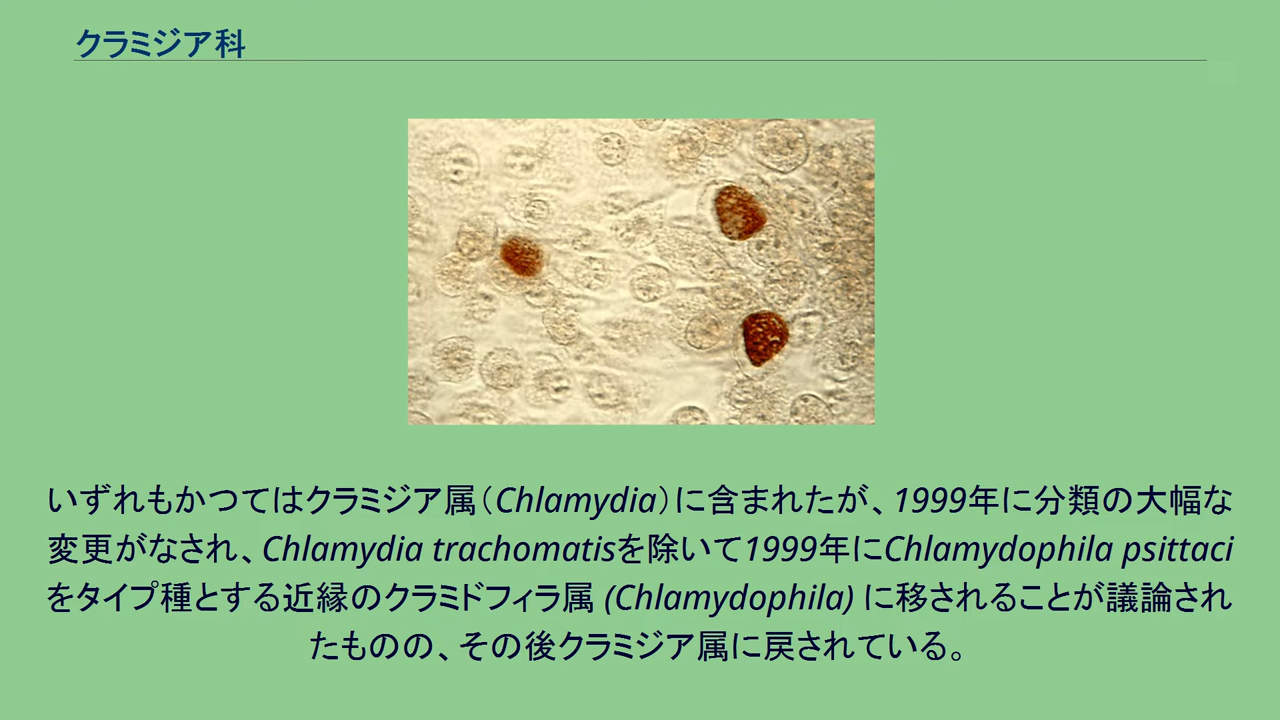 クラミジア科
いずれもかつてはクラミジア属（Chlamydia）に含まれたが、1999年に分類の大幅な
変更がなされ、Chlamydia trachomatisを除いて1999年にChlamydophila psittaci
をタイプ種とする近縁のクラミドフィラ属 (Chlamydophila) に移されることが議論され
たものの、その後クラミジア属に戻されている。